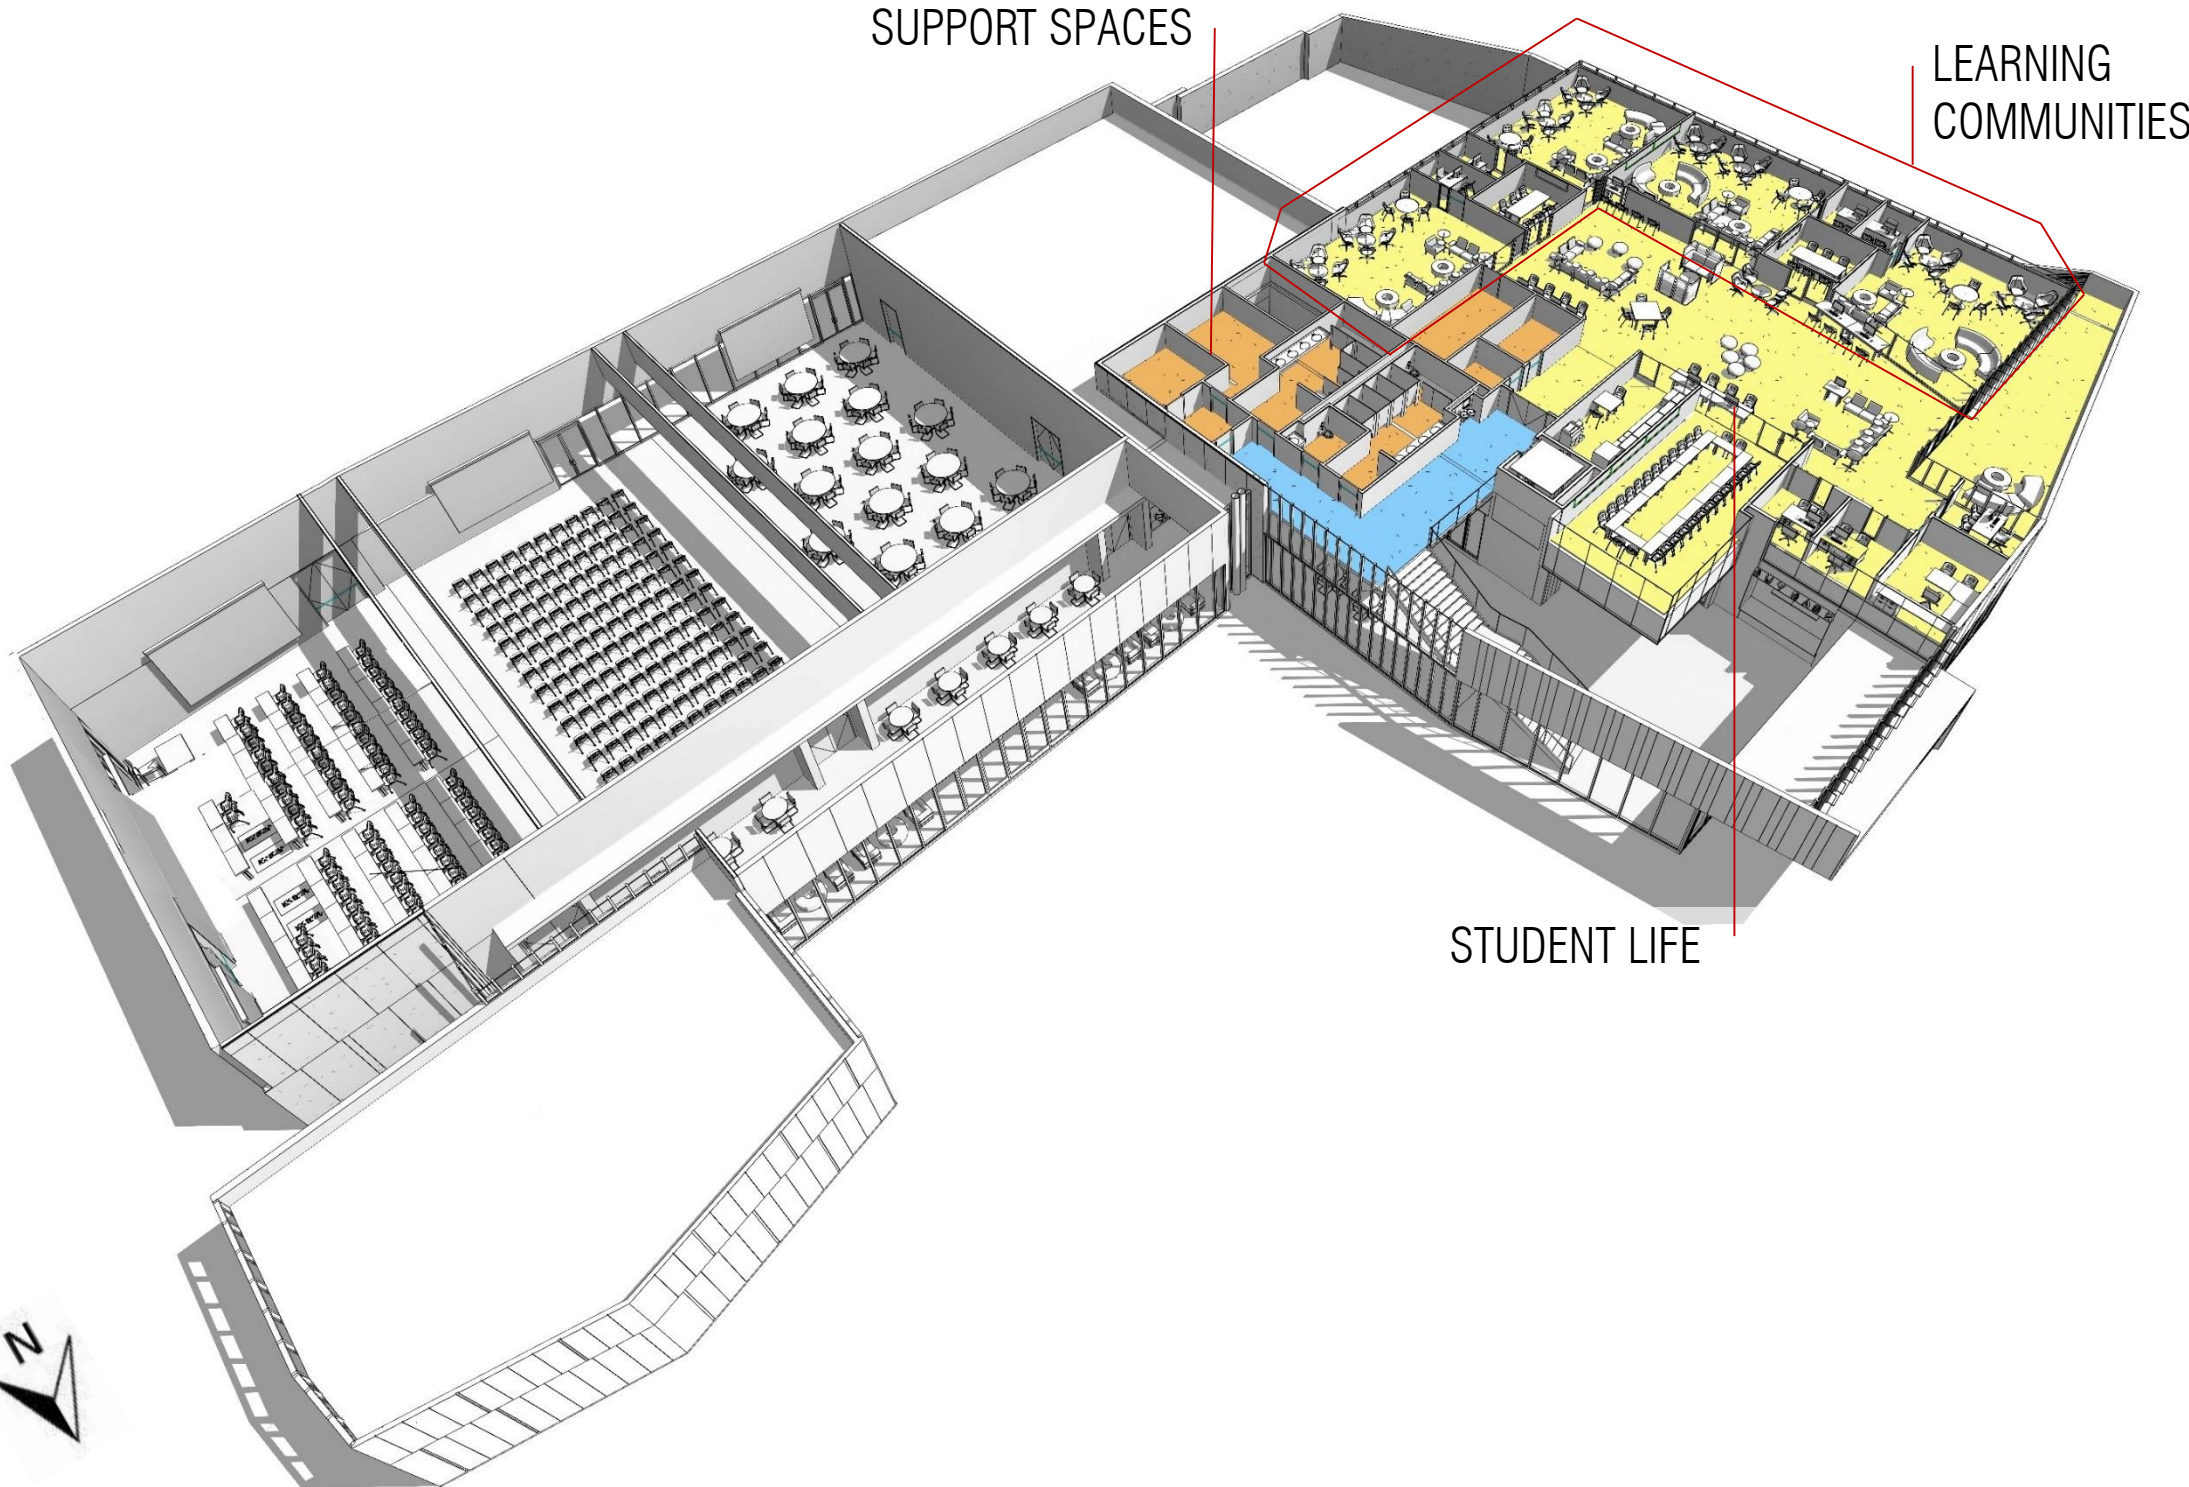 SUPPORT SPACES
LEARNING
COMMUNITIES
STUDENT LIFE
N